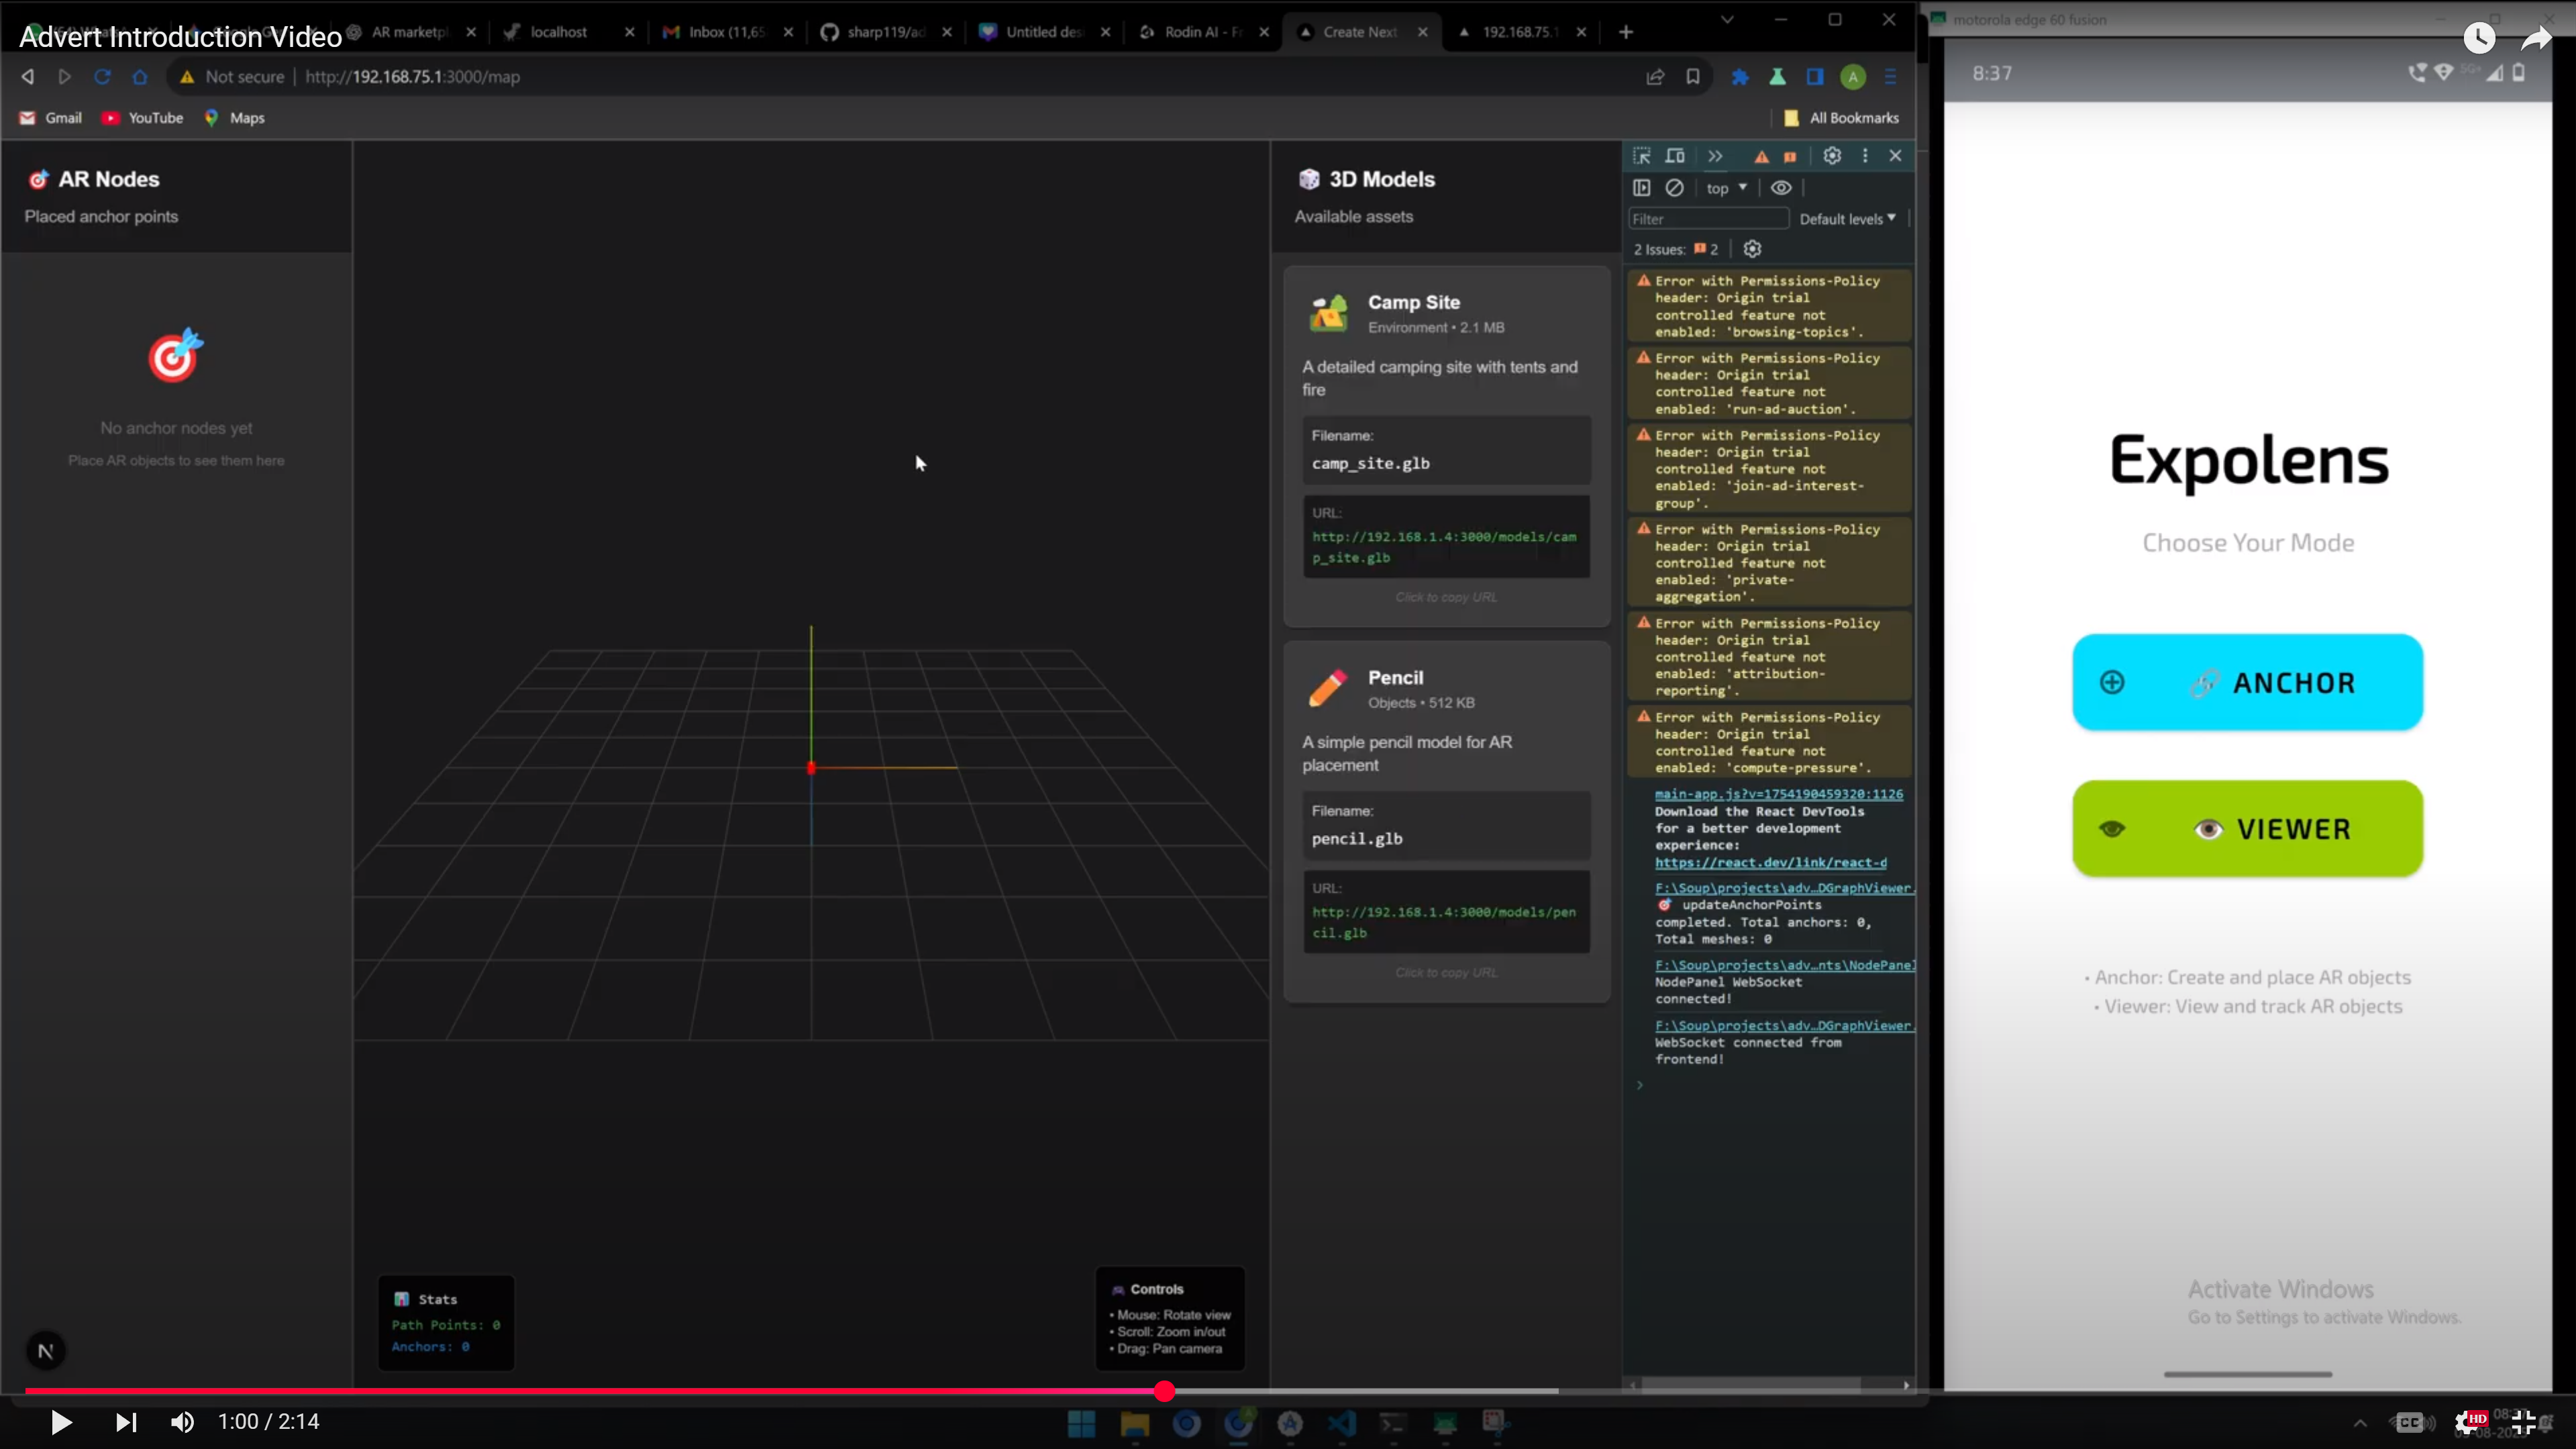 Advert Introduction Video
AR marketpl
localhost
Inbox (11,65
sharp119/ad
Untitled des
Rodin AI - Fr
Create Next
192.168.75.1
motorola edge 60 fusion
Not secure
http://192.168.75.1:3000/map
A
Gmail
YouTube
Maps
All Bookmarks
AR Nodes
Placed anchor points
No anchor nodes yet
Place AR objects to see them here
Stats
Path Points: 0
Anchors: 0
Controls
• Mouse: Rotate view
• Scroll: Zoom in/out
• Drag: Pan camera
N
3D Models
Available assets
Camp Site
Environment • 2.1 MB
A detailed camping site with tents and
fire
Filename:
camp_site.glb
URL:
http://192.168.1.4:3000/models/cam
p_site.glb
Click to copy URL
Pencil
Objects • 512 KB
A simple pencil model for AR
placement
Filename:
pencil.glb
URL:
http://192.168.1.4:3000/models/pen
cil.glb
Click to copy URL
top
Filter
Default levels
2 Issues: 2
Error with Permissions-Policy
header: Origin trial
controlled feature not
enabled: 'browsing-topics'.
Error with Permissions-Policy
header: Origin trial
controlled feature not
enabled: 'run-ad-auction'.
Error with Permissions-Policy
header: Origin trial
controlled feature not
enabled: 'join-ad-interest-
group'.
Error with Permissions-Policy
header: Origin trial
controlled feature not
enabled: 'private-
aggregation'.
Error with Permissions-Policy
header: Origin trial
controlled feature not
enabled: 'attribution-
reporting'.
Error with Permissions-Policy
header: Origin trial
controlled feature not
enabled: 'compute-pressure'.
main-app.js?v=1754190459320:1126
Download the React DevTools
for a better development
experience:
https://react.dev/link/react-d
F:\Soup\projects\adv…DGraphViewer.
updateAnchorPoints
completed. Total anchors: 0,
Total meshes: 0
F:\Soup\projects\adv…nts\NodePanel
NodePanel WebSocket
connected!
F:\Soup\projects\adv…DGraphViewer.
WebSocket connected from
frontend!
8:37
5G+
Expolens
Choose Your Mode
ANCHOR
VIEWER
• Anchor: Create and place AR objects
• Viewer: View and track AR objects
Activate Windows
Go to Settings to activate Windows.
1:00 / 2:14
CC
HD